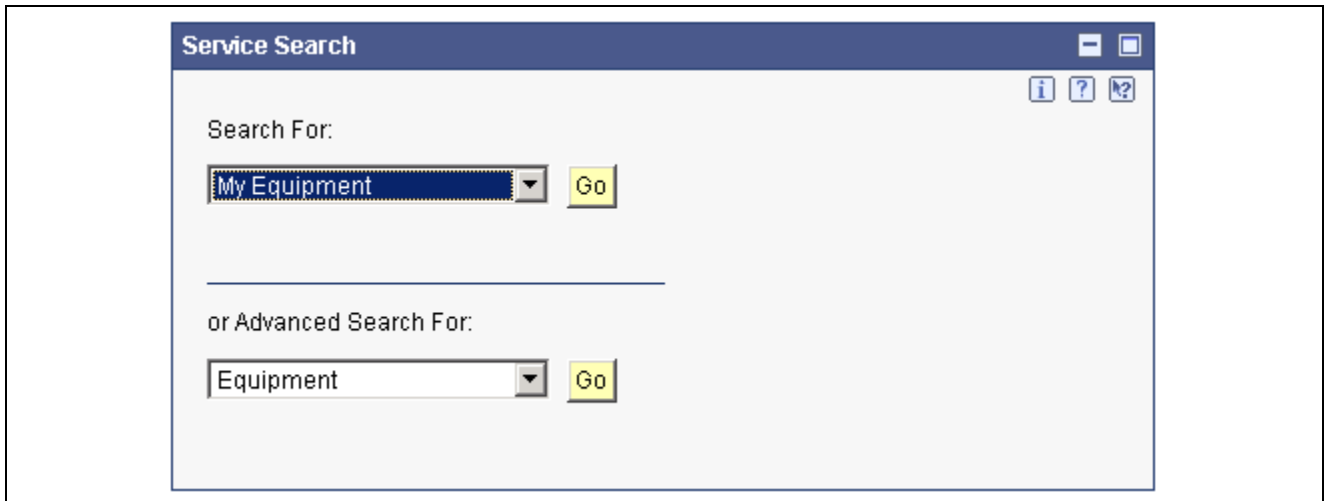 Service Search
Search For:
My Equipment Go
or Advanced Search For:
Equipment Go